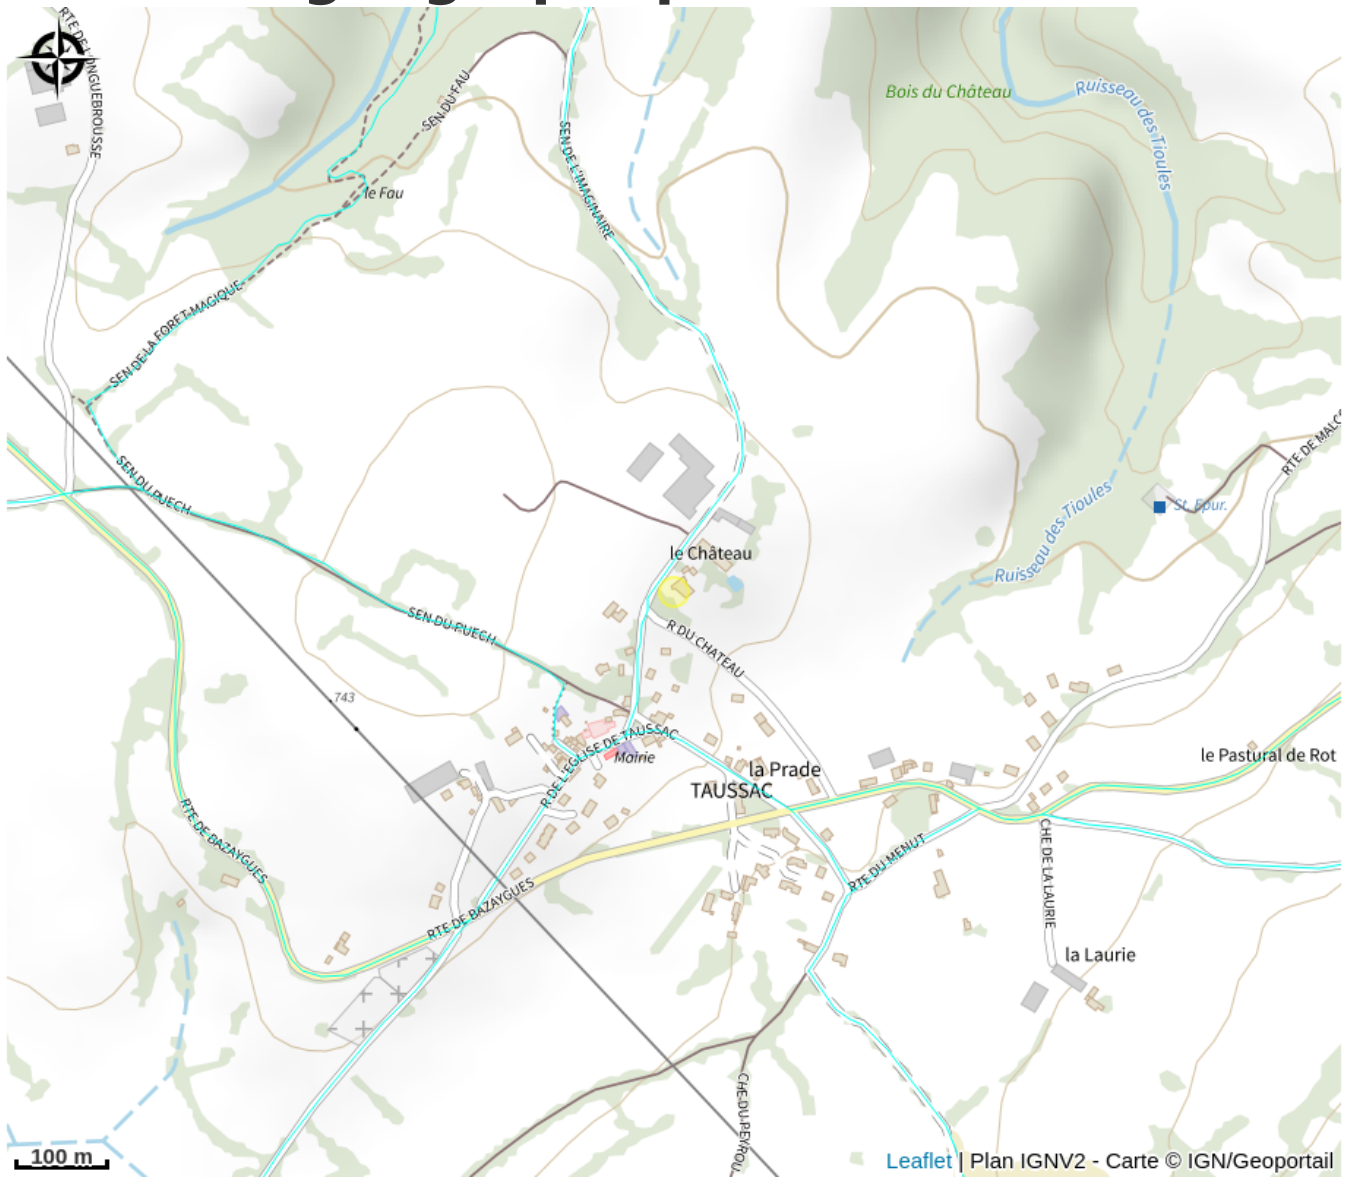 RTE DE LONGUEBROUSSE
SEN DU FAU
Bois du Château
Ruisseau des Tioules
SEN DE L'IMAGINAIRE
le Fau
SEN DE LA FORET MAGIQUE
SEN DU PUECH
RTE DE MALC
St. Epur.
Ruisseau des Tioules
le Château
SEN DU PUECH
R DU CHATEAU
743
R DE L'EGLISE DE TAUSSAC
Mairie
la Prade
TAUSSAC
le Pastural de Rot
RTE DE BAZAYGUES
RTE DU MENUT
CHE DE LA LAURIE
RTE DE BAZAYGUES
la Laurie
CHE DU PEYROU
100 m
Leaflet | Plan IGNV2 - Carte © IGN/Geoportail